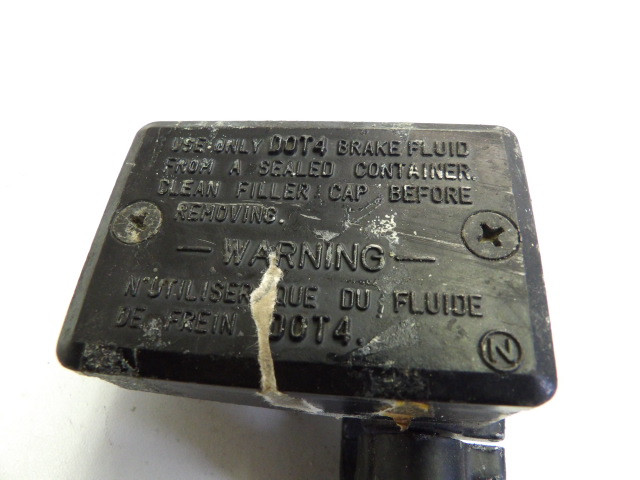 USE ONLY DOT4 BRAKE FLUID
FROM A SEALED CONTAINER.
CLEAN FILLER CAP BEFORE
REMOVING.
— WARNING —
N'UTILISER QUE DU FLUIDE
DE FREIN DOT4.
N